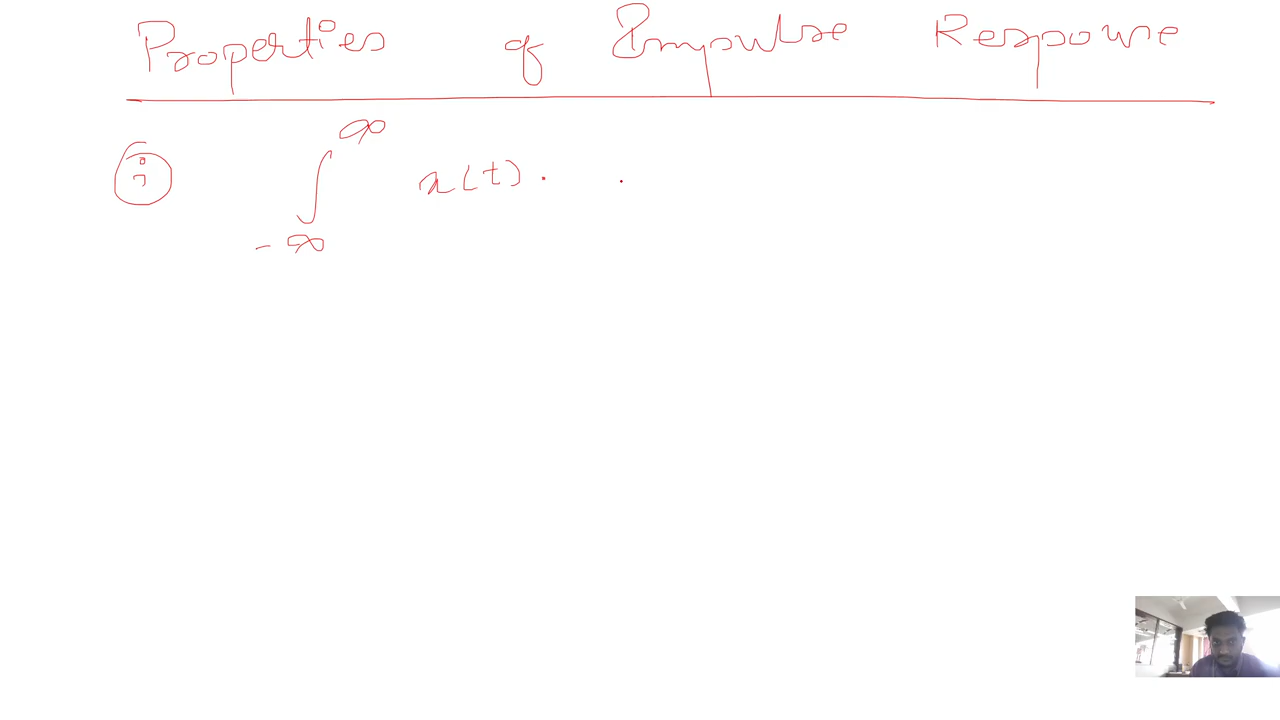 Properties of Impulse Response
i ∫_{-∞}^{∞} x(t) .